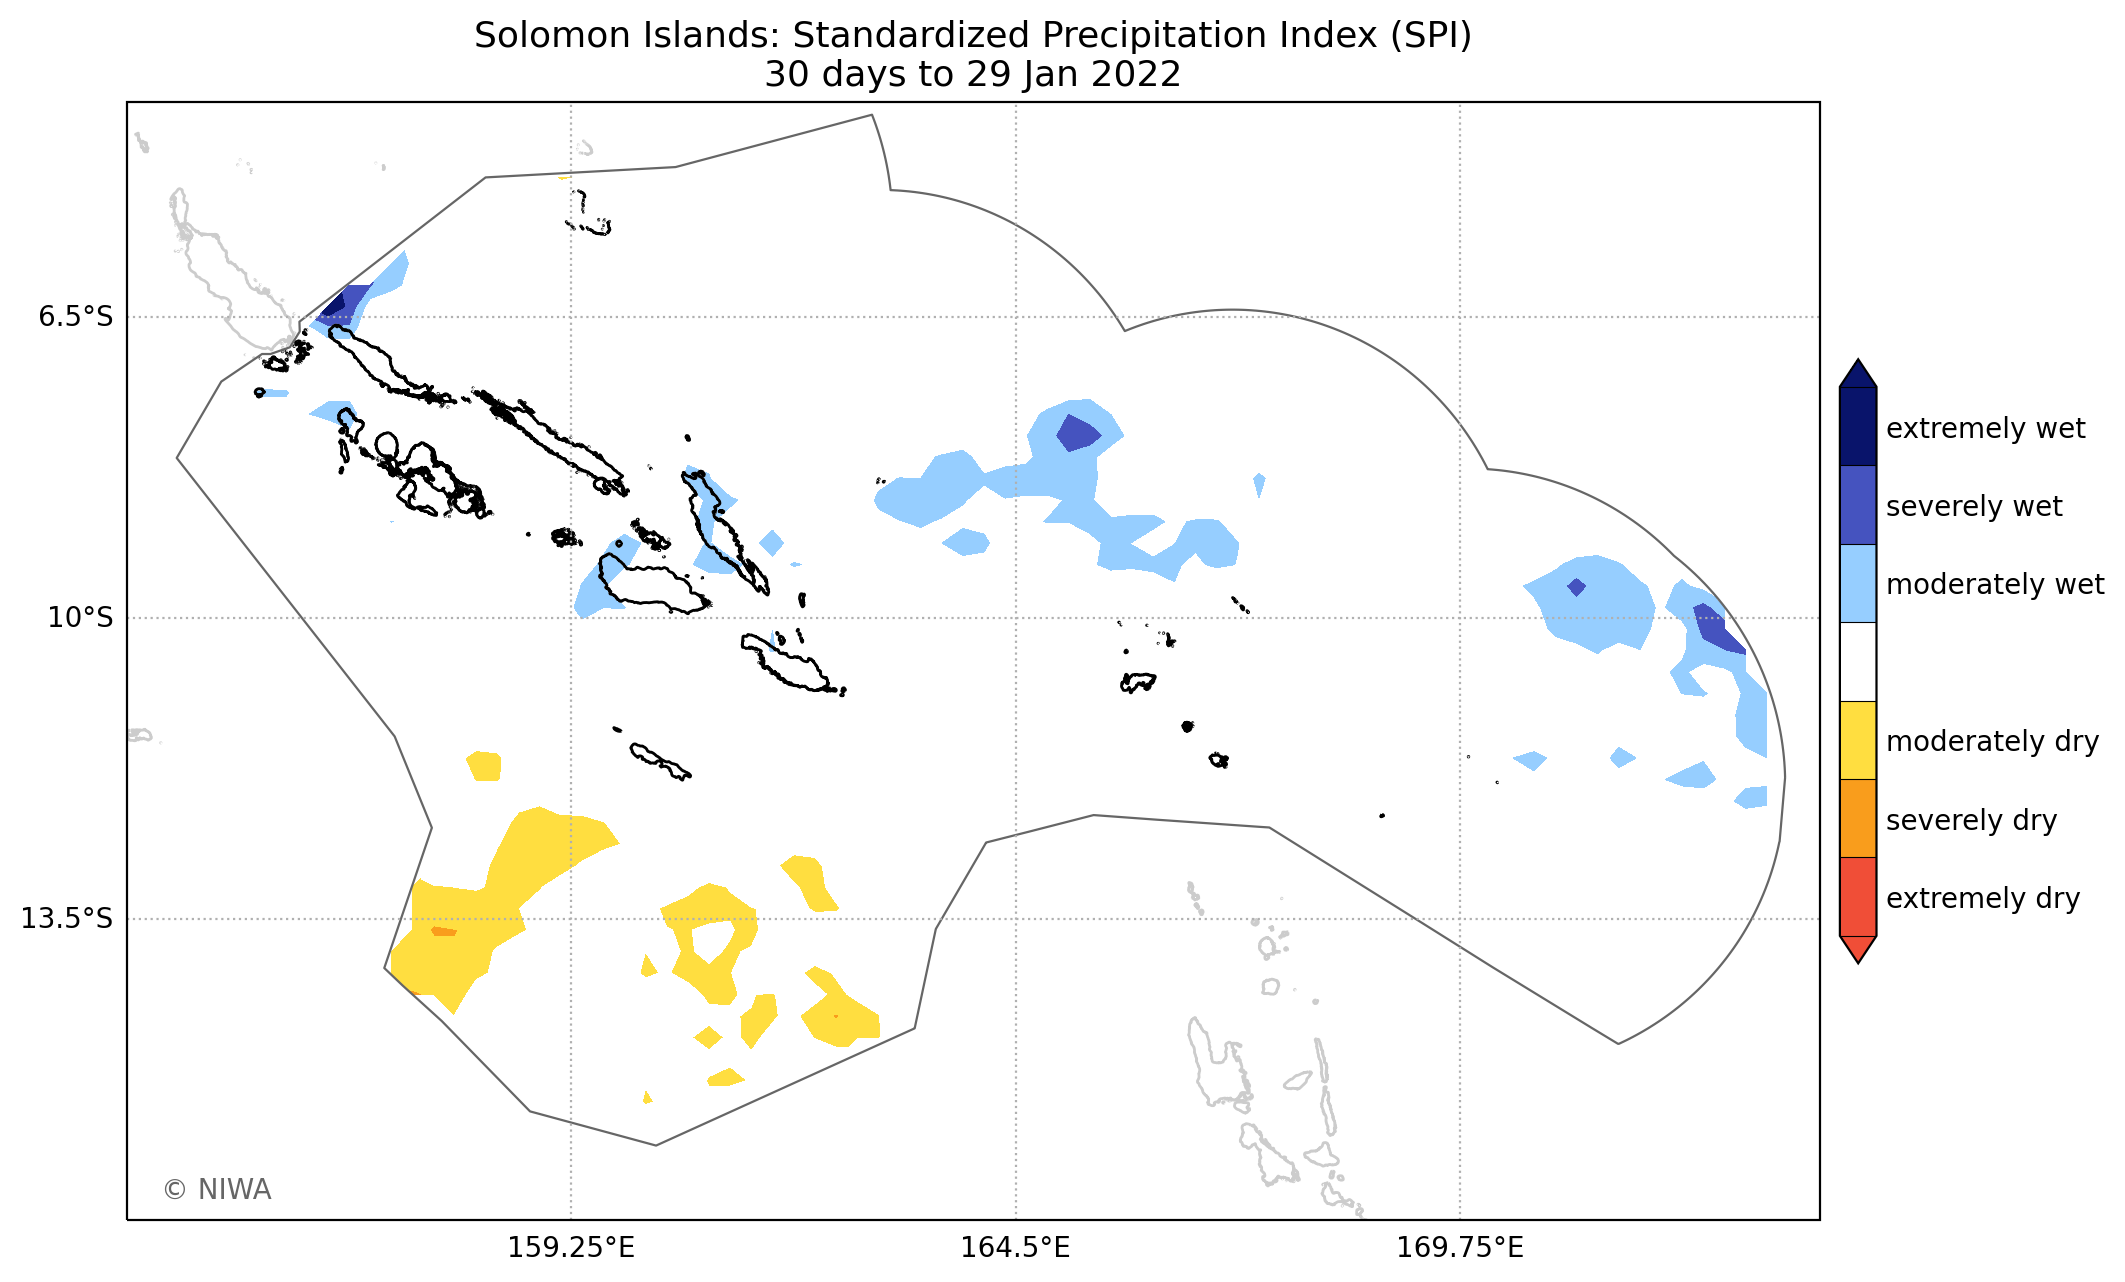 Solomon Islands: Standardized Precipitation Index (SPI)
30 days to 29 Jan 2022
6.5°S
10°S
13.5°S
159.25°E
164.5°E
169.75°E
extremely wet
severely wet
moderately wet
moderately dry
severely dry
extremely dry
© NIWA